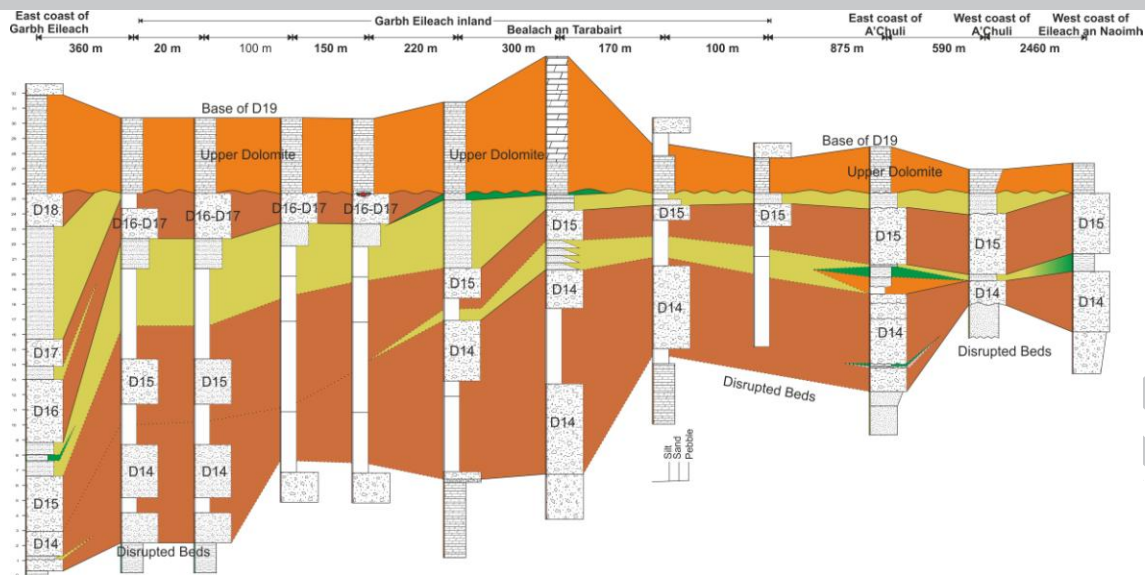 East coast of
Garbh Eileach
Garbh Eileach inland
Bealach an Tarabairt
East coast of
A'Chuli
West coast of
A'Chuli
West coast of
Eileach an Naoimh
360 m
20 m
100 m
150 m
220 m
300 m
170 m
100 m
875 m
590 m
2460 m
Base of D19
Base of D19
Upper Dolomite
Upper Dolomite
Upper Dolomite
D18
D16-D17
D16-D17
D16-D17
D16-D17
D15
D15
D15
D15
D15
D15
D15
D14
D14
D14
D14
D14
D17
D14
D14
D15
D15
D16
D14
D14
D14
D15
D14
Disrupted Beds
Disrupted Beds
Disrupted Beds
Silt
Sand
Pebble